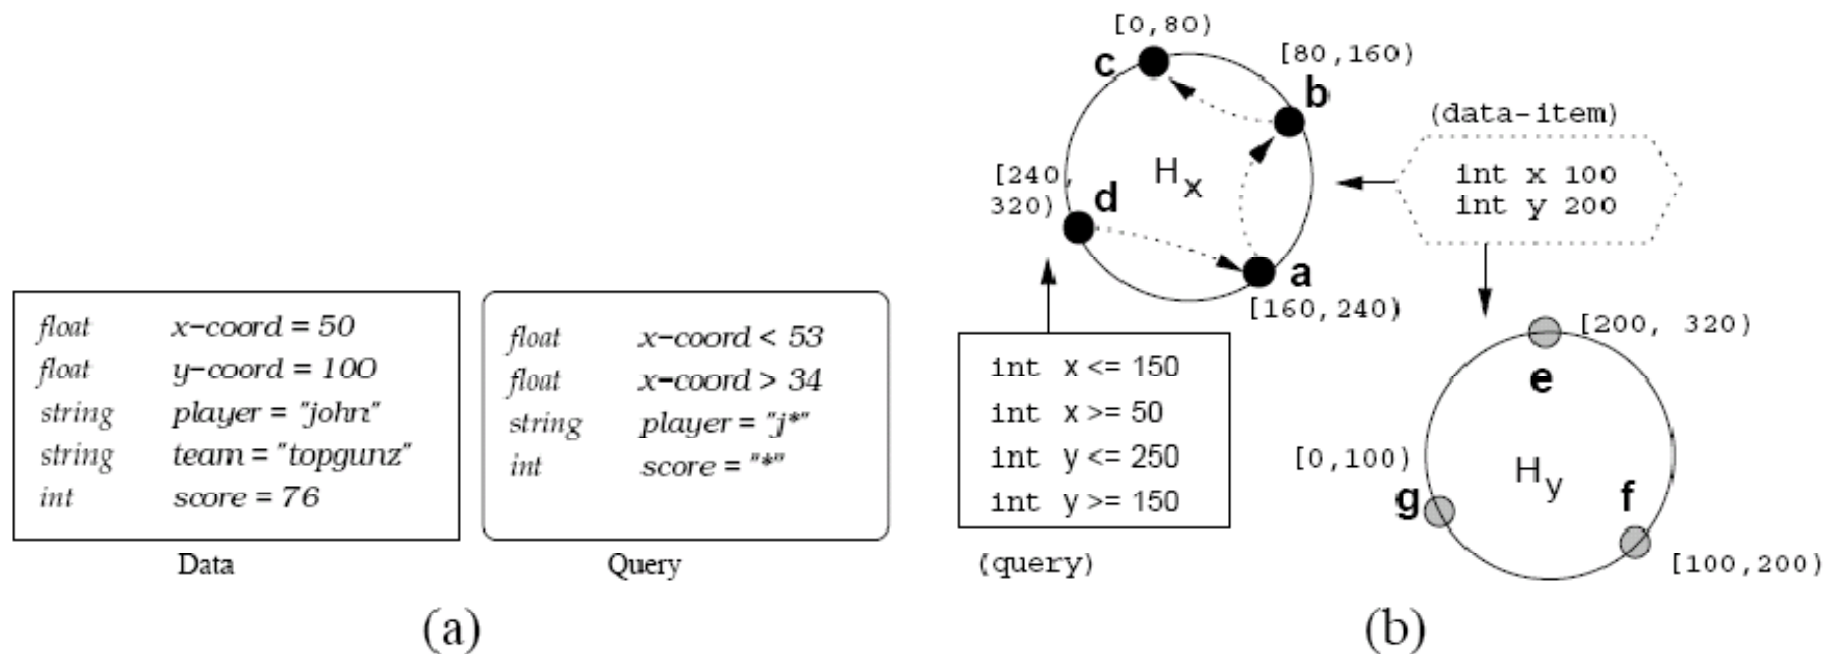 float x-coord = 50
float y-coord = 100
string player = "john"
string team = "topgunz"
int score = 76
Data
float x-coord < 53
float x-coord > 34
string player = "j*"
int score = "*"
Query
(a)
[0,80)
c
[80,160)
b
[240,
320)
d
Hx
a
[160,240)
(data-item)
int x 100
int y 200
int x <= 150
int x >= 50
int y <= 250
int y >= 150
(query)
[200, 320)
e
[0,100)
g
Hy
f
[100,200)
(b)